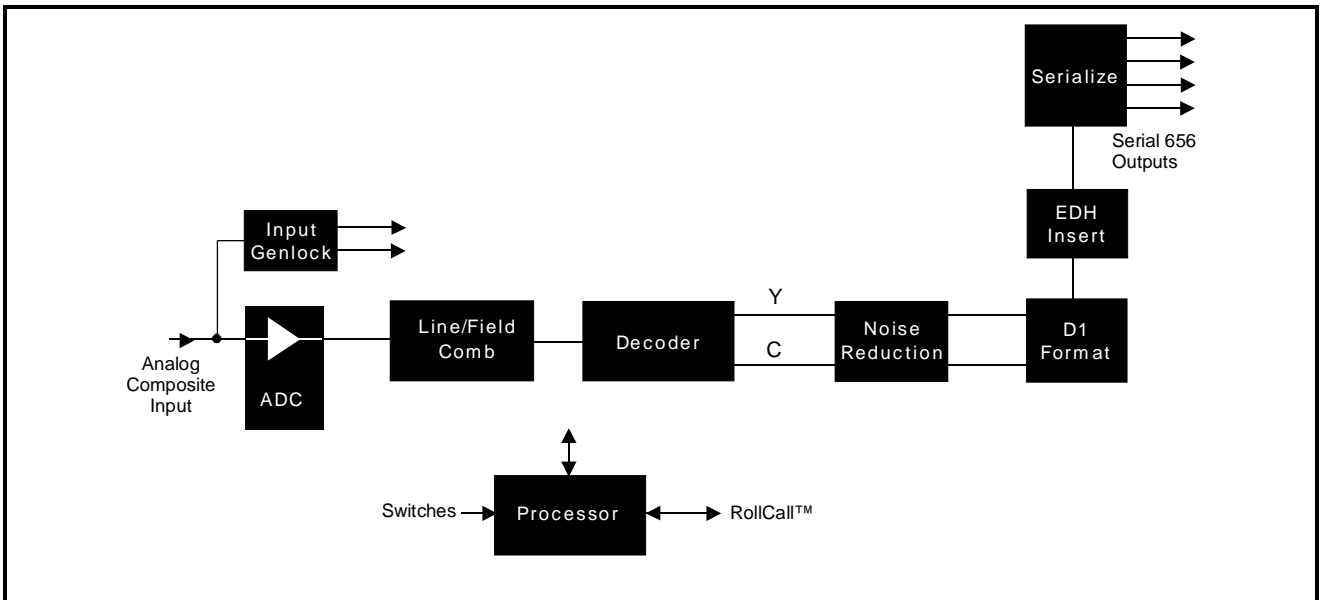 Serialize
Serial 656
Outputs
EDH
Insert
Input
Genlock
Y
Line/Field
Comb
Decoder
Noise
Reduction
D1
Format
C
Analog
Composite
Input
ADC
Switches
Processor
RollCall™